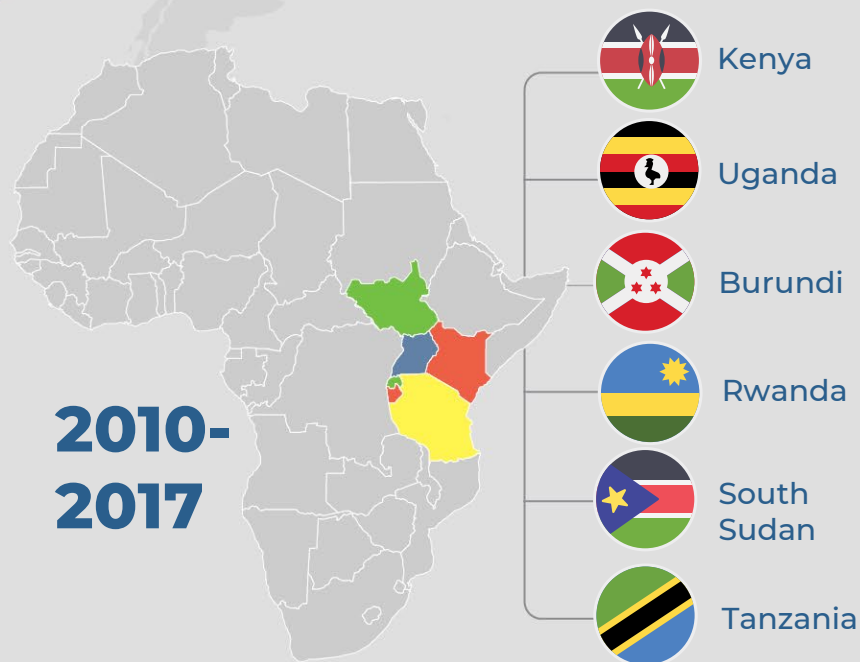 Kenya
Uganda
Burundi
Rwanda
South
Sudan
Tanzania
2010-
2017